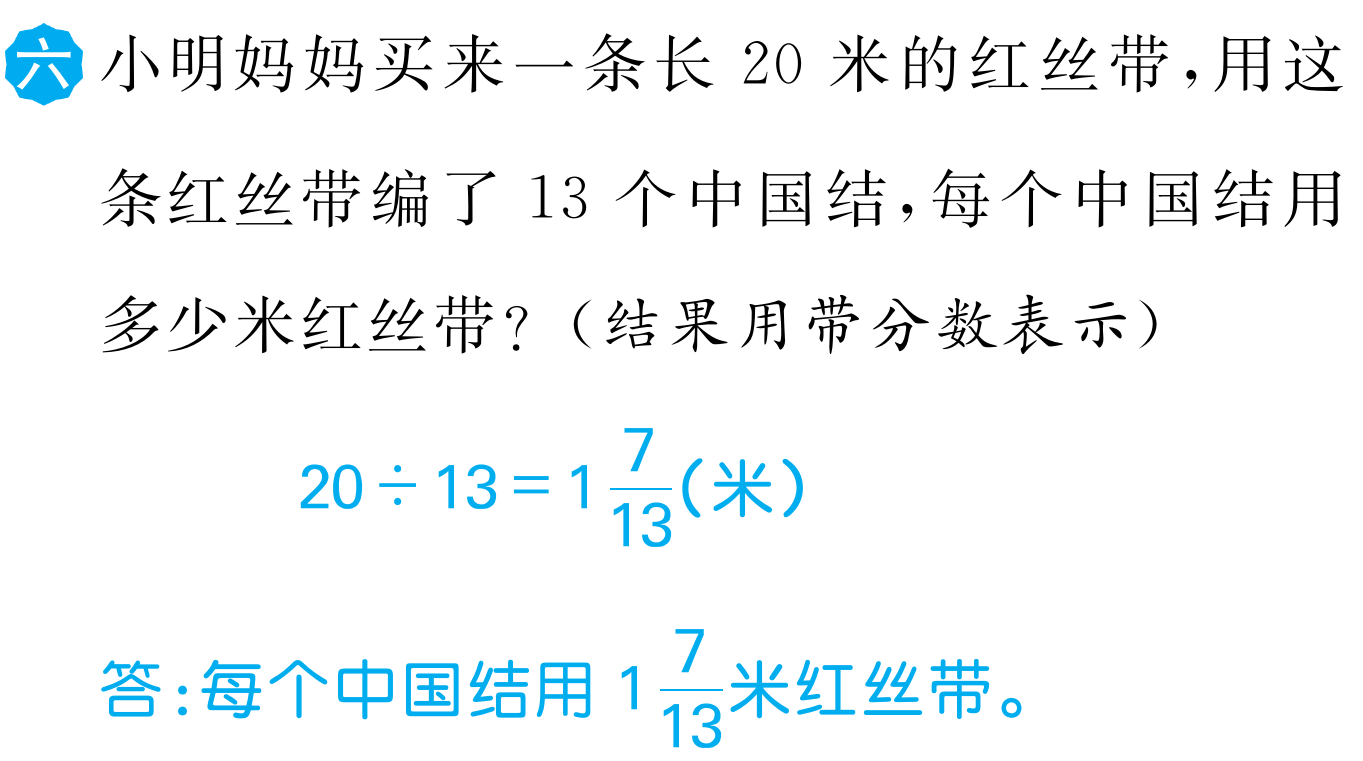 六 小明妈妈买来一条长 20 米的红丝带,用这
条红丝带编了 13 个中国结,每个中国结用
多少米红丝带?(结果用带分数表示)
20÷13=1 7/13(米)
答:每个中国结用 1 7/13 米红丝带。